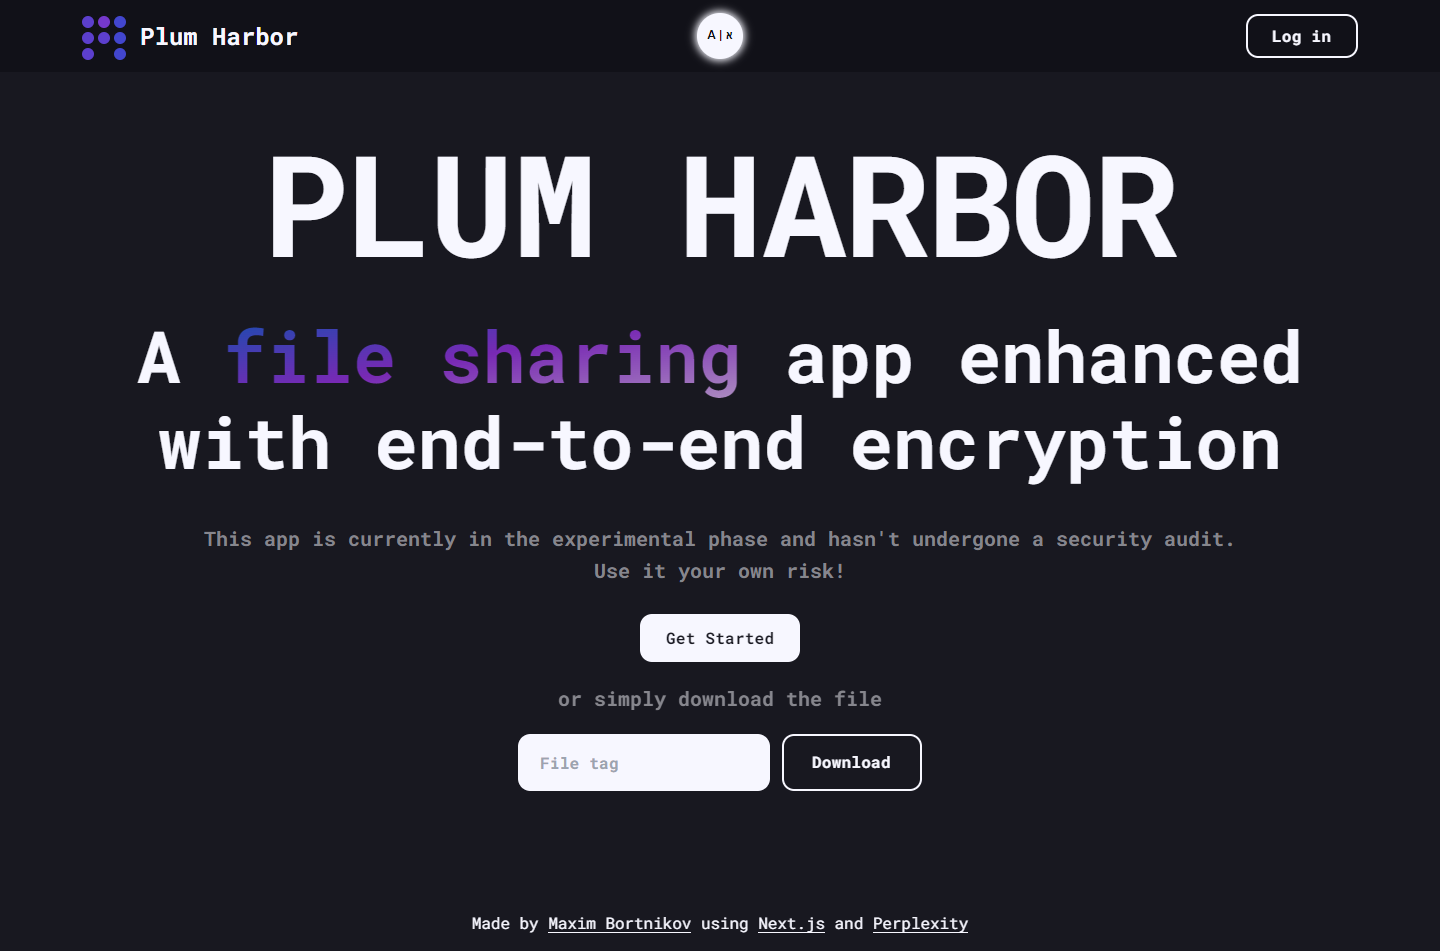 Plum Harbor
A|א
Log in
PLUM HARBOR
A file sharing app enhanced
with end-to-end encryption
This app is currently in the experimental phase and hasn't undergone a security audit.
Use it your own risk!
Get Started
or simply download the file
File tag
Download
Made by Maxim Bortnikov using Next.js and Perplexity